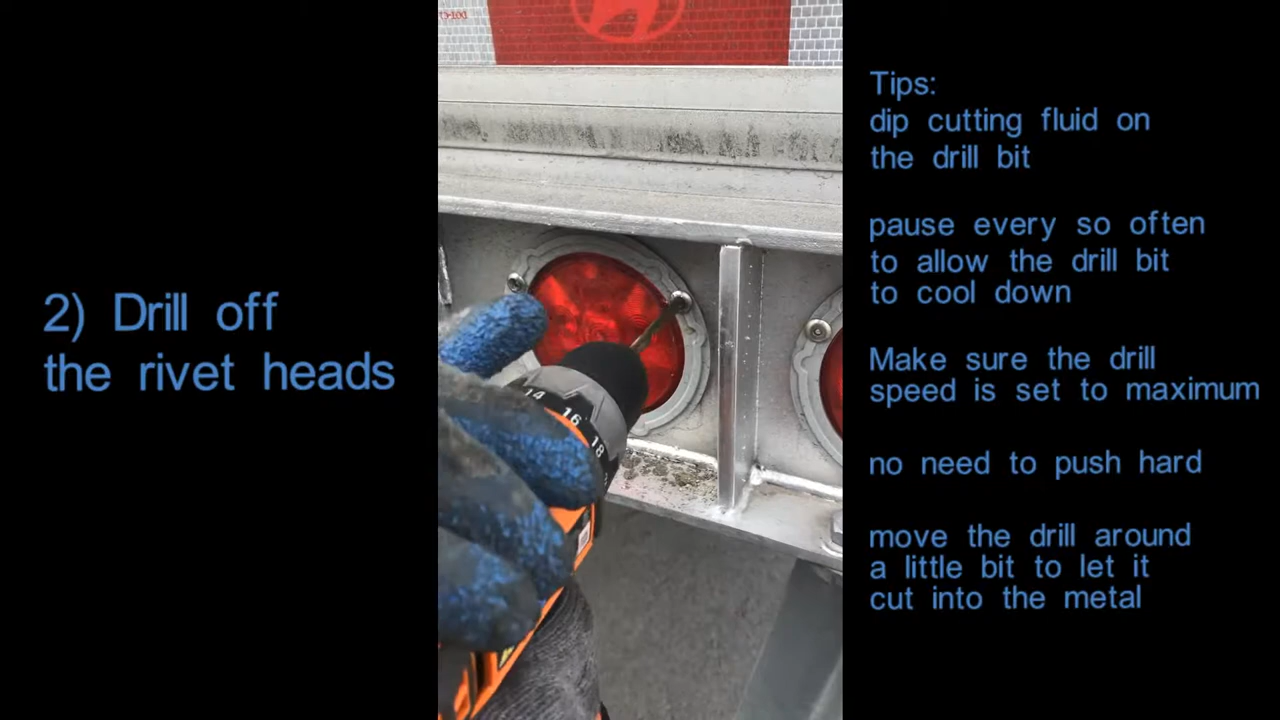 2) Drill off
the rivet heads
14 16 18
Tips:
dip cutting fluid on
the drill bit
pause every so often
to allow the drill bit
to cool down
Make sure the drill
speed is set to maximum
no need to push hard
move the drill around
a little bit to let it
cut into the metal